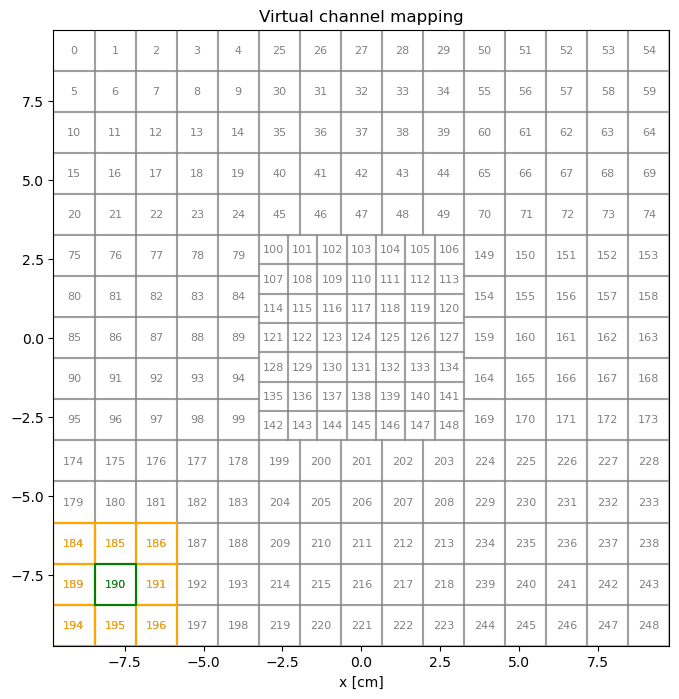 Virtual channel mapping
0 1 2 3 4 25 26 27 28 29 50 51 52 53 54
7.5
5 6 7 8 9 30 31 32 33 34 55 56 57 58 59
10 11 12 13 14 35 36 37 38 39 60 61 62 63 64
5.0
15 16 17 18 19 40 41 42 43 44 65 66 67 68 69
20 21 22 23 24 45 46 47 48 49 70 71 72 73 74
2.5
75 76 77 78 79 100 101 102 103 104 105 106 149 150 151 152 153
107 108 109 110 111 112 113
80 81 82 83 84 114 115 116 117 118 119 120 154 155 156 157 158
0.0
85 86 87 88 89 121 122 123 124 125 126 127 159 160 161 162 163
128 129 130 131 132 133 134
90 91 92 93 94 135 136 137 138 139 140 141 164 165 166 167 168
−2.5
95 96 97 98 99 142 143 144 145 146 147 148 169 170 171 172 173
174 175 176 177 178 199 200 201 202 203 224 225 226 227 228
−5.0
179 180 181 182 183 204 205 206 207 208 229 230 231 232 233
184 185 186 187 188 209 210 211 212 213 234 235 236 237 238
−7.5
189 190 191 192 193 214 215 216 217 218 239 240 241 242 243
194 195 196 197 198 219 220 221 222 223 244 245 246 247 248
−7.5 −5.0 −2.5 0.0 2.5 5.0 7.5
x [cm]